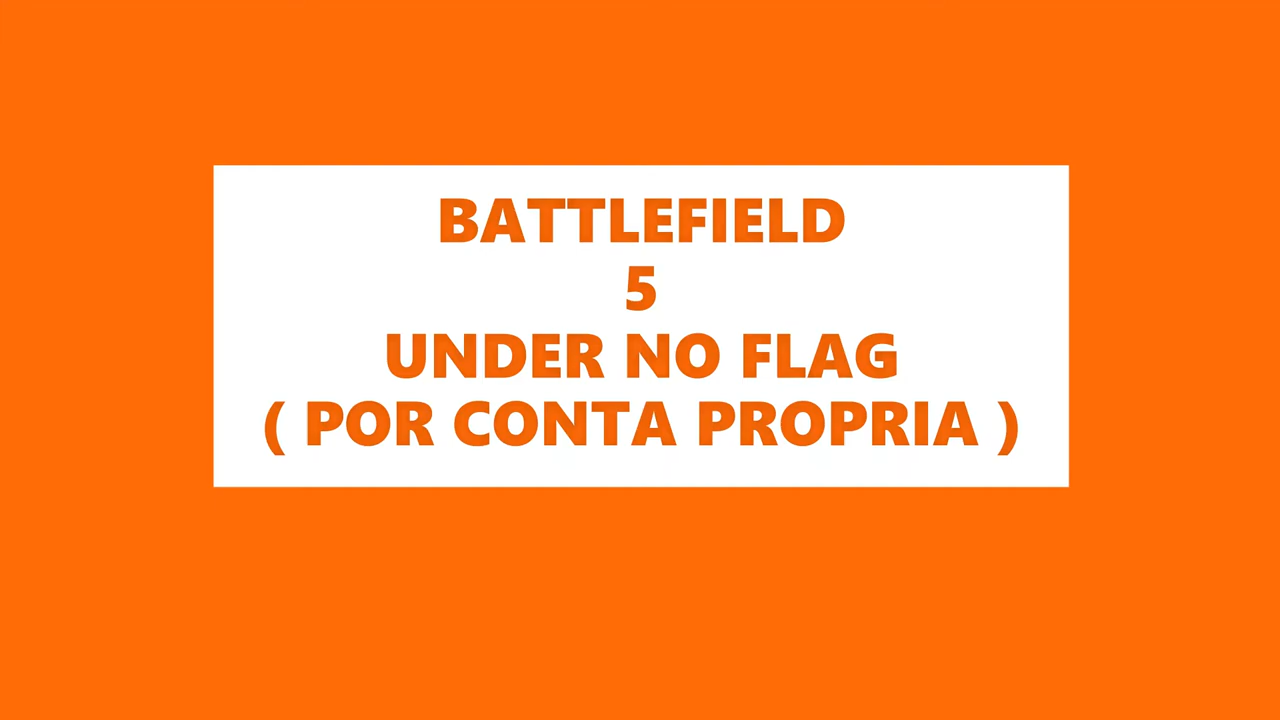 BATTLEFIELD
5
UNDER NO FLAG
( POR CONTA PROPRIA )